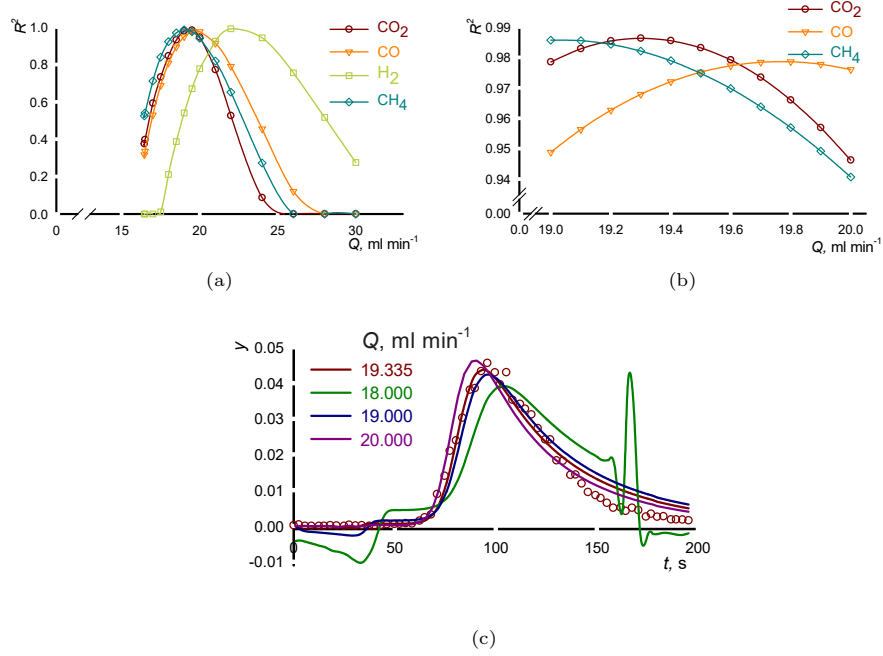 R²
1.0
0.8
0.6
0.4
0.2
0.0
0
15
20
25
30
Q, ml min⁻¹
CO₂
CO
H₂
CH₄
(a)
R²
0.99
0.98
0.97
0.96
0.95
0.94
0.00
0.0
19.0
19.2
19.4
19.6
19.8
20.0
Q, ml min⁻¹
CO₂
CO
CH₄
(b)
y
0.05
0.04
0.03
0.02
0.01
0.00
-0.01
0
50
100
150
200
t, s
Q, ml min⁻¹
19.335
18.000
19.000
20.000
(c)